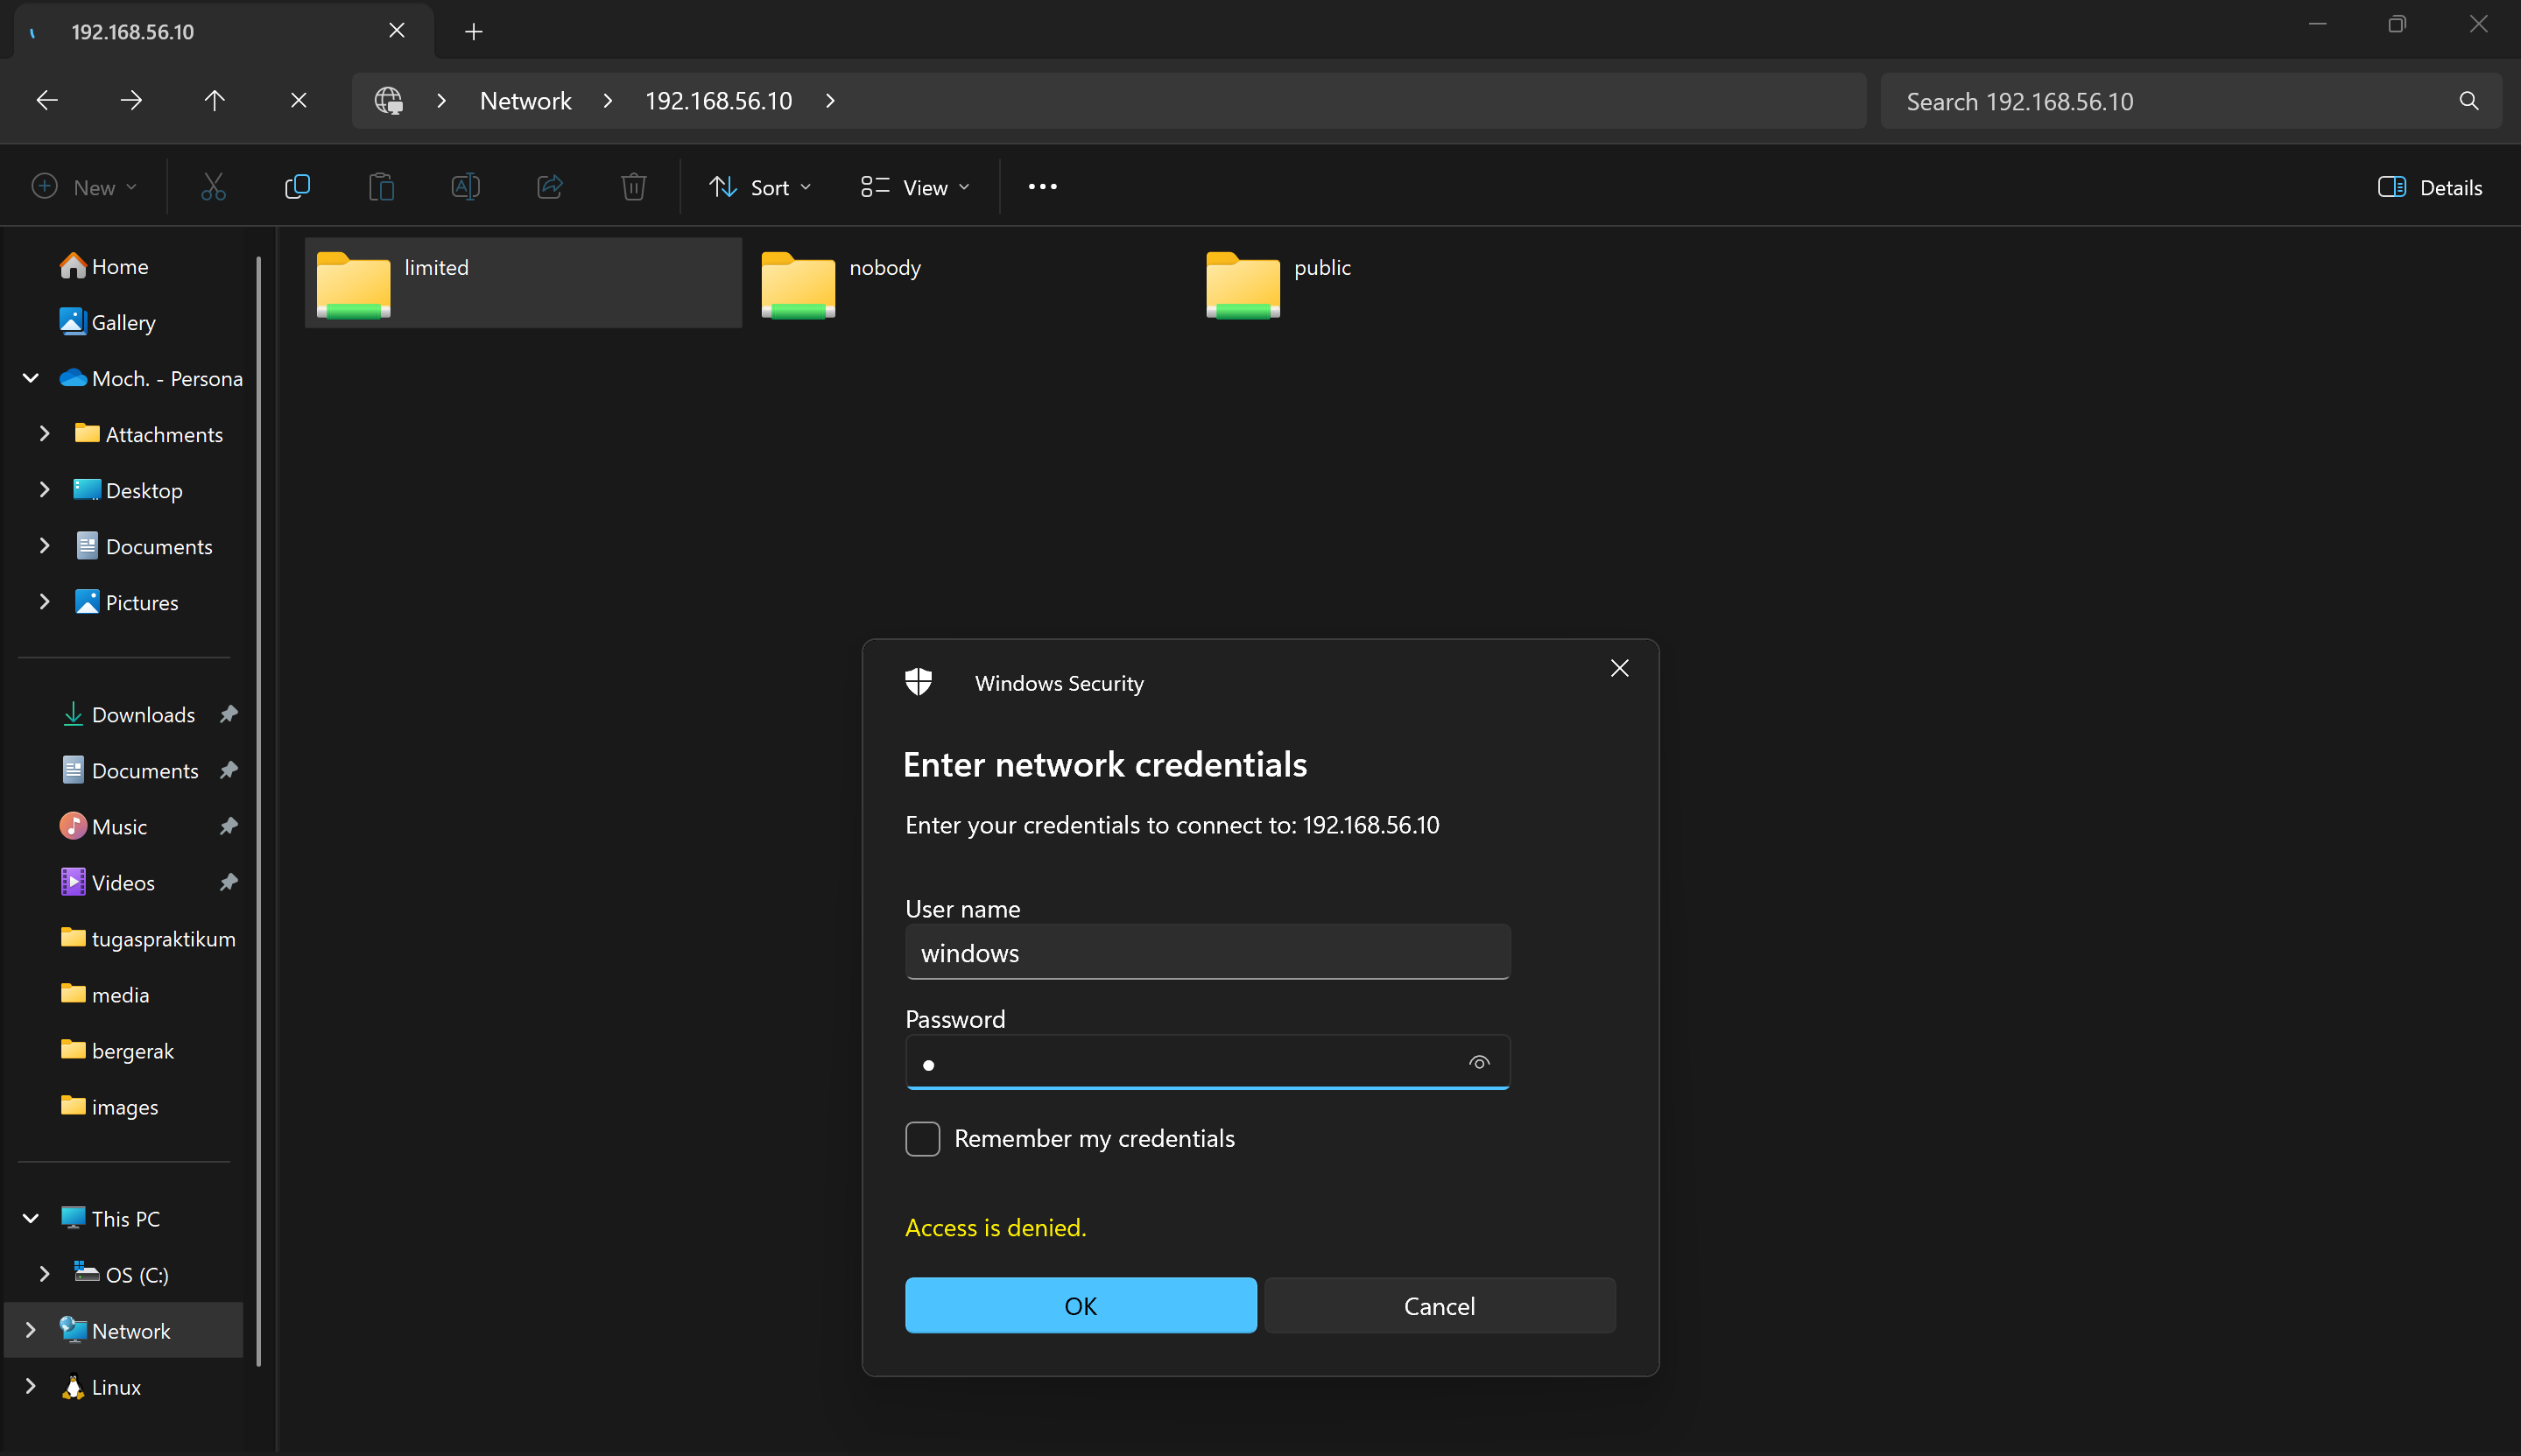 192.168.56.10
Network
192.168.56.10
Search 192.168.56.10
New
Sort
View
Details
Home
Gallery
Moch. - Persona
Attachments
Desktop
Documents
Pictures
Downloads
Documents
Music
Videos
tugaspraktikum
media
bergerak
images
This PC
OS (C:)
Network
Linux
limited
nobody
public
Windows Security
Enter network credentials
Enter your credentials to connect to: 192.168.56.10
User name
windows
Password
Remember my credentials
Access is denied.
OK
Cancel